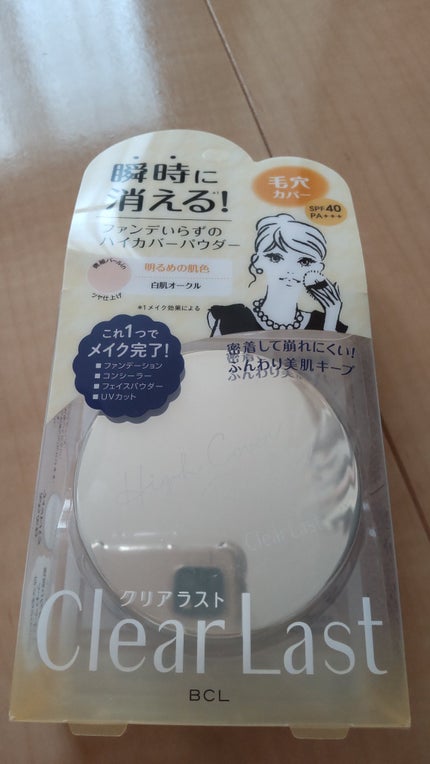 瞬時に
消える!
毛穴
カバー
SPF40
PA+++
ファンデいらずの
ハイカバーパウダー
微細パールの
ツヤ仕上げ
明るめの肌色
白肌オークル
*1メイク効果による
これ1つで
メイク完了!
■ファンデーション
■コンシーラー
■フェイスパウダー
■UVカット
密着して崩れにくい!
ふんわり美肌キープ
High Cover
Clear Last
クリアラスト
Clear Last
BCL